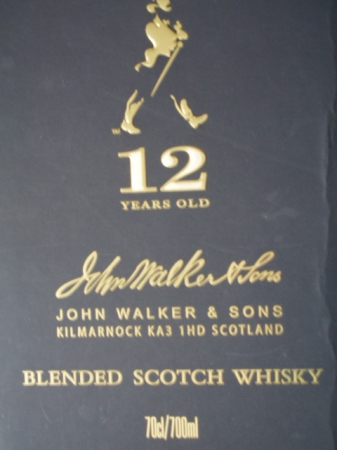 12
YEARS OLD
John Walker & Sons
JOHN WALKER & SONS
KILMARNOCK KA3 1HD SCOTLAND
BLENDED SCOTCH WHISKY
70cl/700ml